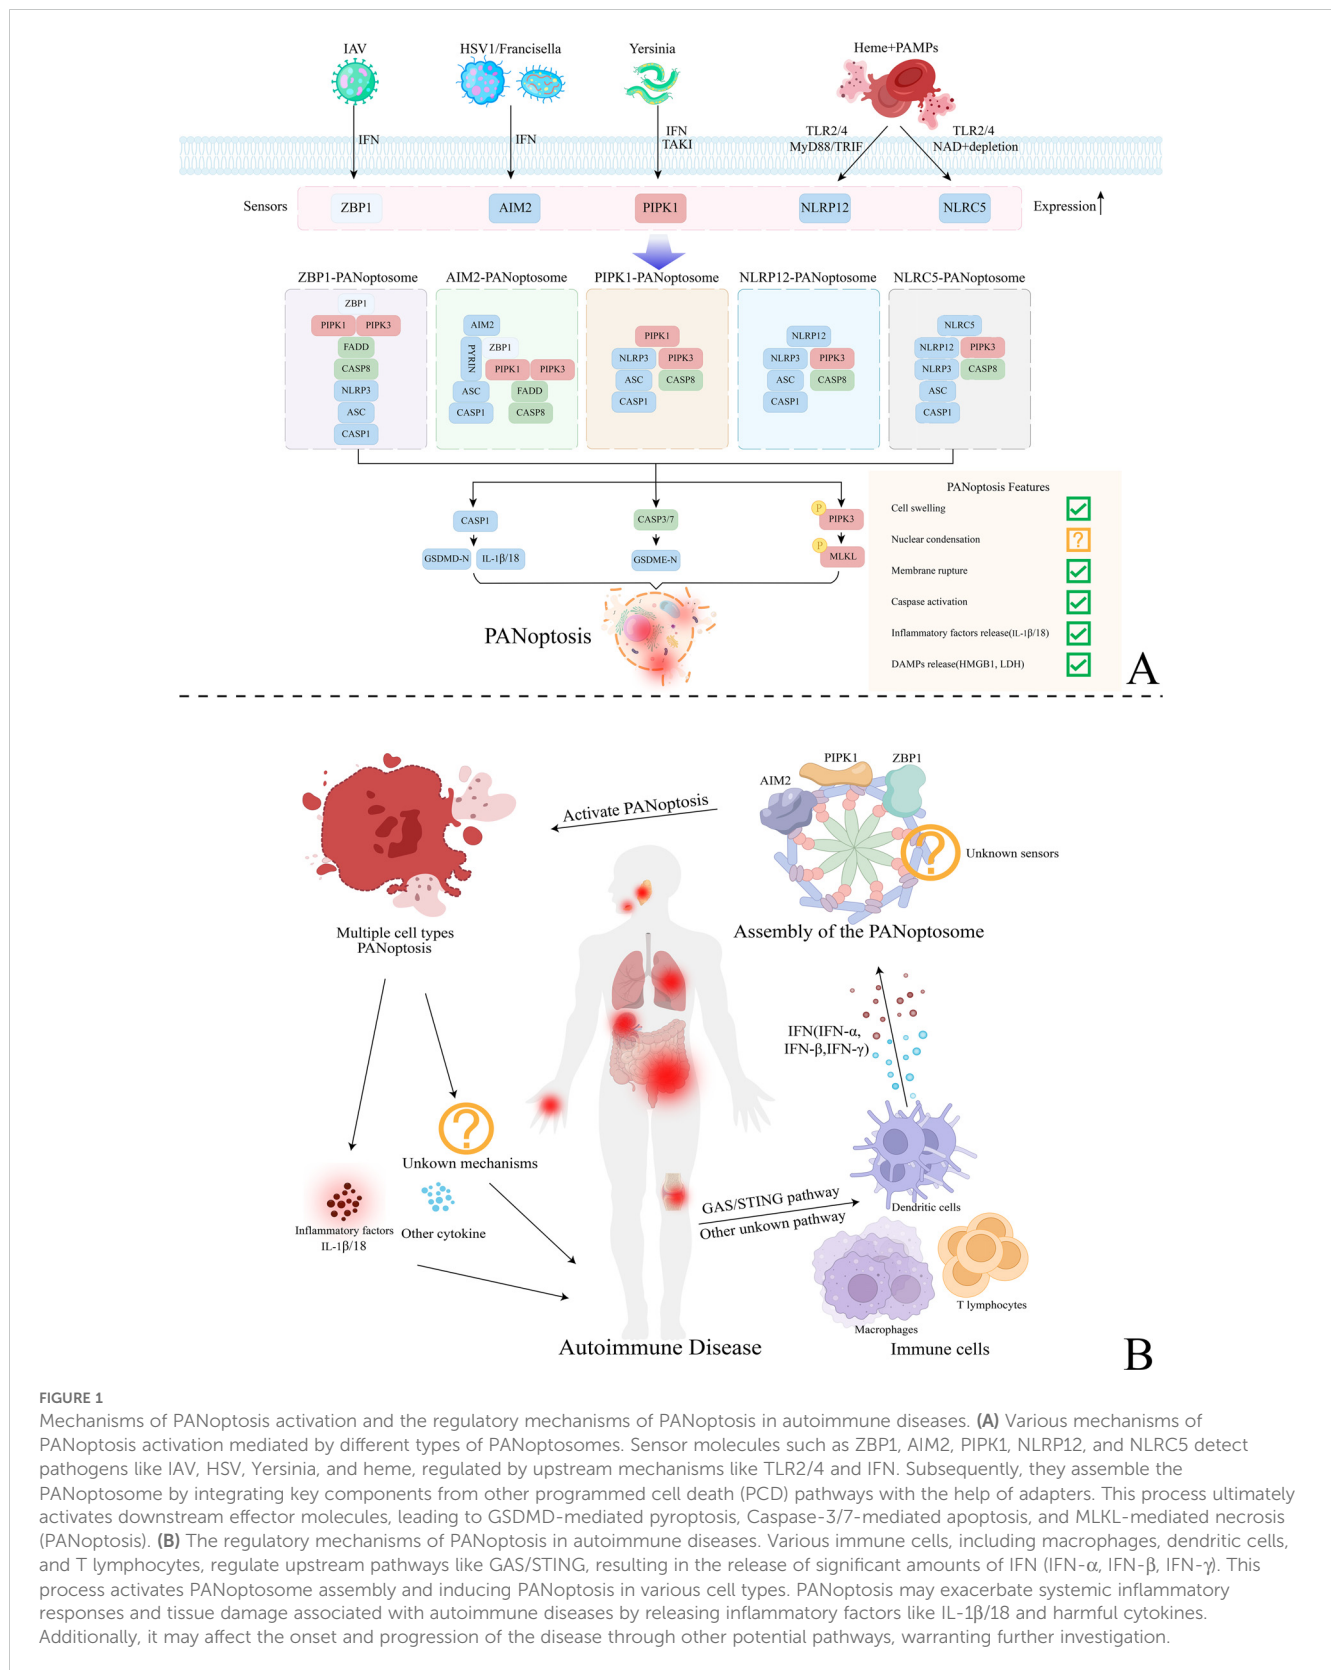 IAV
HSV1/Francisella
Yersinia
Heme+PAMPs
IFN
IFN
IFN
TAKI
TLR2/4
MyD88/TRIF
TLR2/4
NAD+depletion
Sensors
ZBP1
AIM2
PIPK1
NLRP12
NLRC5
Expression
ZBP1-PANoptosome
AIM2-PANoptosome
PIPK1-PANoptosome
NLRP12-PANoptosome
NLRC5-PANoptosome
ZBP1
PIPK1
PIPK3
FADD
CASP8
NLRP3
ASC
CASP1
AIM2
PYRIN
ZBP1
PIPK1
PIPK3
ASC
FADD
CASP1
CASP8
PIPK1
NLRP3
PIPK3
ASC
CASP8
CASP1
NLRP12
NLRP3
PIPK3
ASC
CASP8
CASP1
NLRC5
NLRP12
PIPK3
NLRP3
CASP8
ASC
CASP1
CASP1
GSDMD-N
IL-1β/18
CASP3/7
GSDME-N
P
PIPK3
P
MLKL
PANoptosis
PANoptosis Features
Cell swelling
Nuclear condensation
?
Membrane rupture
Caspase activation
Inflammatory factors release(IL-1β/18)
DAMPs release(HMGB1, LDH)
A
Activate PANoptosis
AIM2
PIPK1
ZBP1
?
Unknown sensors
Assembly of the PANoptosome
Multiple cell types
PANoptosis
IFN(IFN-α,
IFN-β,IFN-γ)
?
Unkown mechanisms
Inflammatory factors
IL-1β/18
Other cytokine
GAS/STING pathway
Other unkown pathway
Dendritic cells
T lymphocytes
Macrophages
Autoimmune Disease
Immune cells
B
FIGURE 1
Mechanisms of PANoptosis activation and the regulatory mechanisms of PANoptosis in autoimmune diseases. (A) Various mechanisms of
PANoptosis activation mediated by different types of PANoptosomes. Sensor molecules such as ZBP1, AIM2, PIPK1, NLRP12, and NLRC5 detect
pathogens like IAV, HSV, Yersinia, and heme, regulated by upstream mechanisms like TLR2/4 and IFN. Subsequently, they assemble the
PANoptosome by integrating key components from other programmed cell death (PCD) pathways with the help of adapters. This process ultimately
activates downstream effector molecules, leading to GSDMD-mediated pyroptosis, Caspase-3/7-mediated apoptosis, and MLKL-mediated necrosis
(PANoptosis). (B) The regulatory mechanisms of PANoptosis in autoimmune diseases. Various immune cells, including macrophages, dendritic cells,
and T lymphocytes, regulate upstream pathways like GAS/STING, resulting in the release of significant amounts of IFN (IFN-α, IFN-β, IFN-γ). This
process activates PANoptosome assembly and inducing PANoptosis in various cell types. PANoptosis may exacerbate systemic inflammatory
responses and tissue damage associated with autoimmune diseases by releasing inflammatory factors like IL-1β/18 and harmful cytokines.
Additionally, it may affect the onset and progression of the disease through other potential pathways, warranting further investigation.